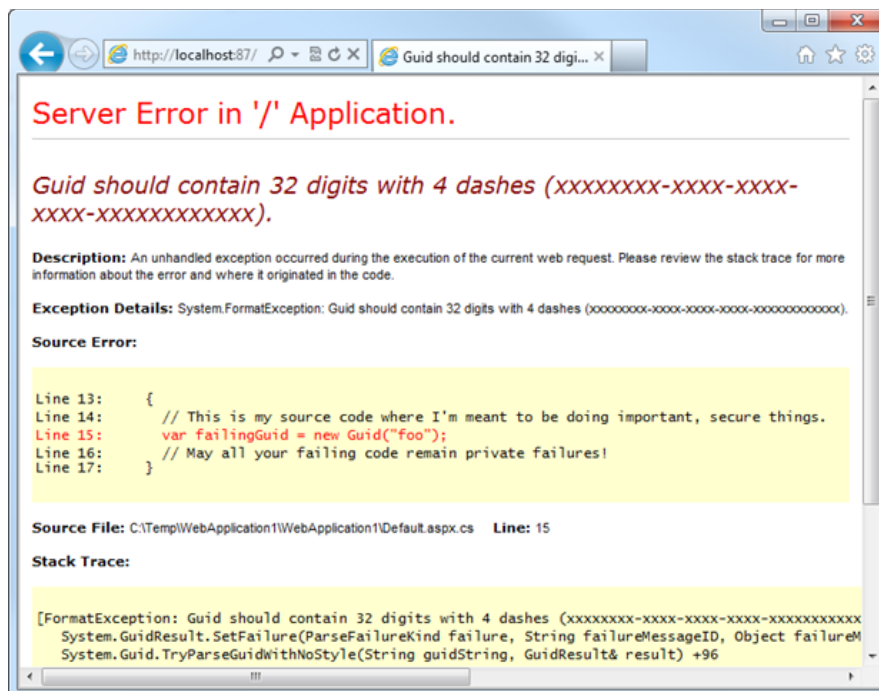 http://localhost:87/
Guid should contain 32 digi...
Server Error in '/' Application.
Guid should contain 32 digits with 4 dashes (xxxxxxxx-xxxx-xxxx-
xxxx-xxxxxxxxxxxx).
Description: An unhandled exception occurred during the execution of the current web request. Please review the stack trace for more
information about the error and where it originated in the code.
Exception Details: System.FormatException: Guid should contain 32 digits with 4 dashes (xxxxxxxx-xxxx-xxxx-xxxx-xxxxxxxxxxxx).
Source Error:
Line 13:     {
Line 14:       // This is my source code where I'm meant to be doing important, secure things.
Line 15:       var failingGuid = new Guid("foo");
Line 16:       // May all your failing code remain private failures!
Line 17:     }
Source File: C:\Temp\WebApplication1\WebApplication1\Default.aspx.cs    Line: 15
Stack Trace:
[FormatException: Guid should contain 32 digits with 4 dashes (xxxxxxxx-xxxx-xxxx-xxxx-xxxxxxxxxxx
System.GuidResult.SetFailure(ParseFailureKind failure, String failureMessageID, Object failureM
System.Guid.TryParseGuidWithNoStyle(String guidString, GuidResult& result) +96